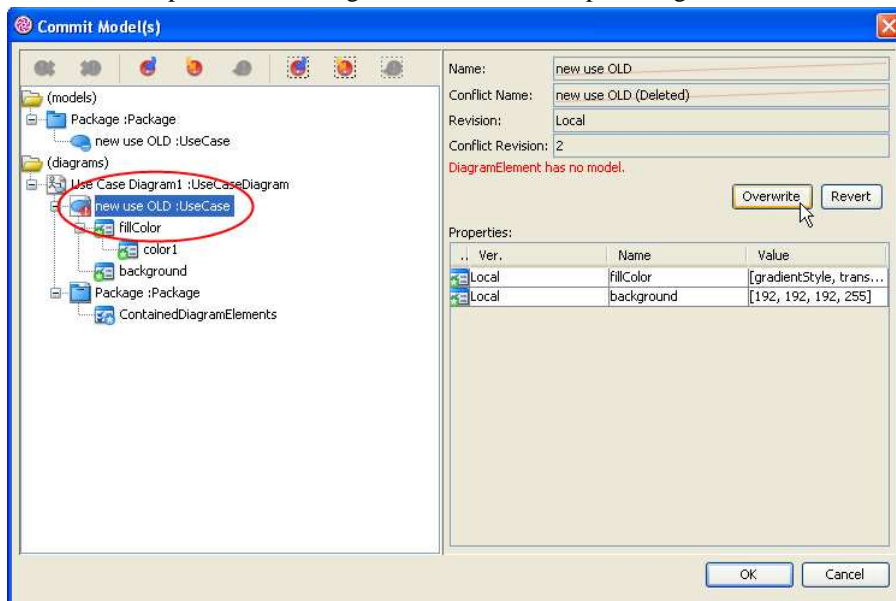 Commit Model(s)
(models)
Package :Package
new use OLD :UseCase
(diagrams)
Use Case Diagram1 :UseCaseDiagram
new use OLD :UseCase
fillColor
color1
background
Package :Package
ContainedDiagramElements
Name: new use OLD
Conflict Name: new use OLD (Deleted)
Revision: Local
Conflict Revision: 2
DiagramElement has no model.
Overwrite Revert
Properties:
.. Ver. Name Value
Local fillColor [gradientStyle, trans...
Local background [192, 192, 192, 255]
OK Cancel